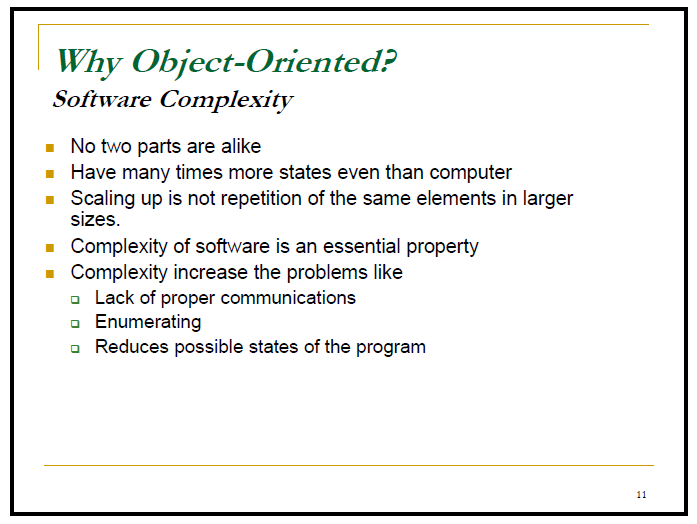 Why Object-Oriented?
Software Complexity
No two parts are alike
Have many times more states even than computer
Scaling up is not repetition of the same elements in larger
sizes.
Complexity of software is an essential property
Complexity increase the problems like
Lack of proper communications
Enumerating
Reduces possible states of the program
11